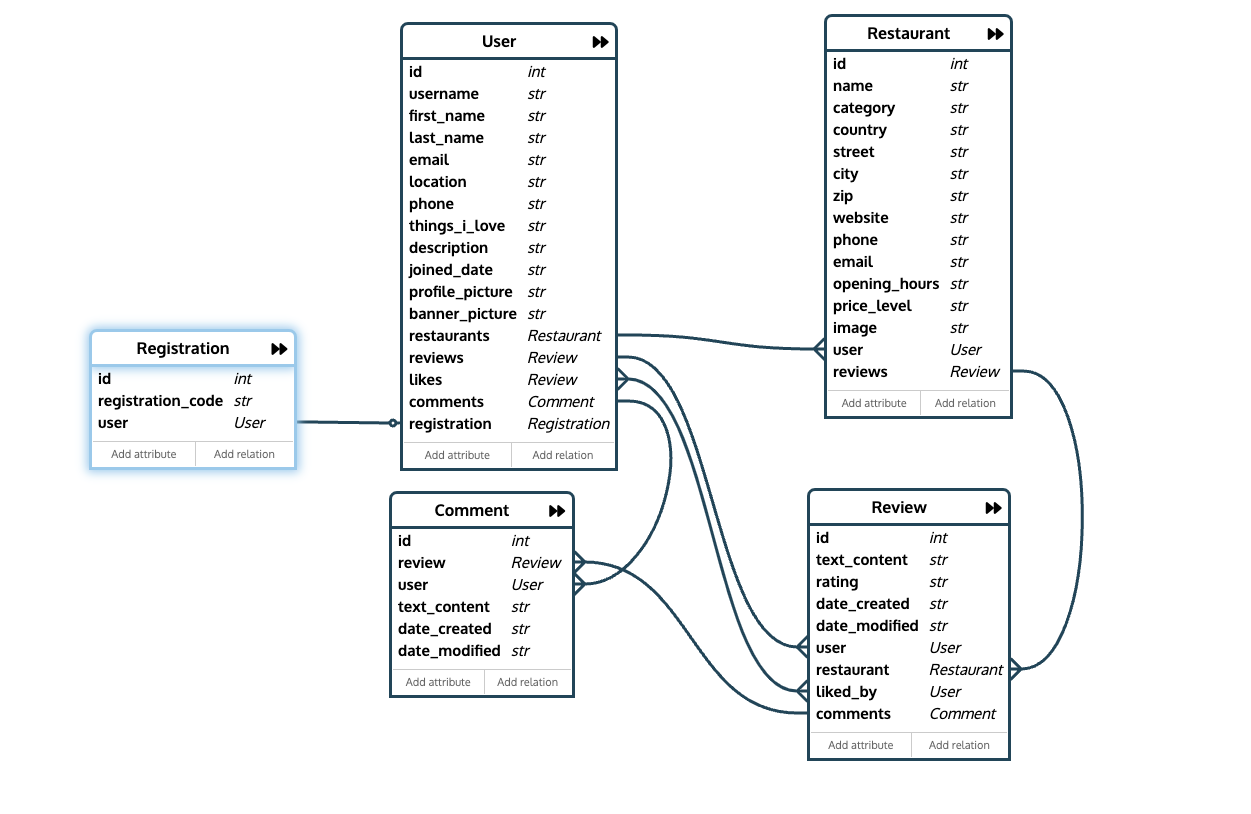 User
id int
username str
first_name str
last_name str
email str
location str
phone str
things_i_love str
description str
joined_date str
profile_picture str
banner_picture str
restaurants Restaurant
reviews Review
likes Review
comments Comment
registration Registration
Add attribute Add relation
Restaurant
id int
name str
category str
country str
street str
city str
zip str
website str
phone str
email str
opening_hours str
price_level str
image str
user User
reviews Review
Add attribute Add relation
Registration
id int
registration_code str
user User
Add attribute Add relation
Comment
id int
review Review
user User
text_content str
date_created str
date_modified str
Add attribute Add relation
Review
id int
text_content str
rating str
date_created str
date_modified str
user User
restaurant Restaurant
liked_by User
comments Comment
Add attribute Add relation